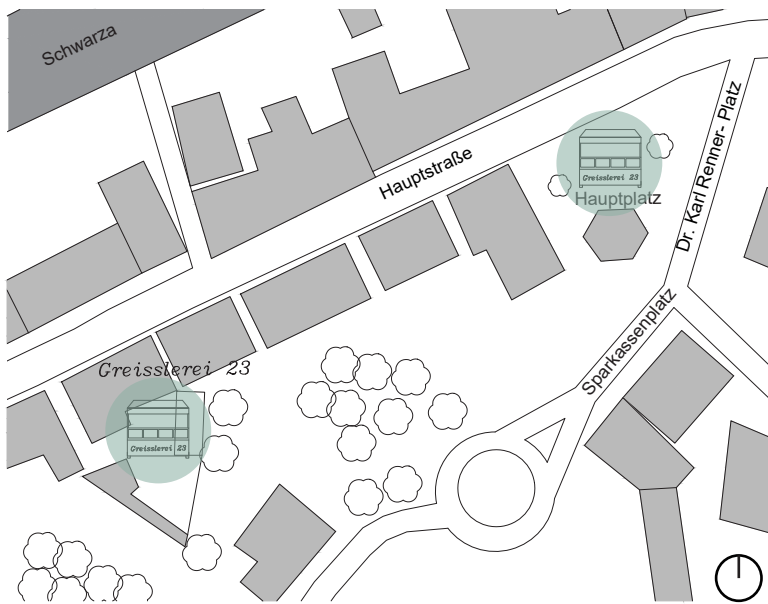 Schwarza
Hauptstraße
Greisslerei 23
Hauptplatz
Dr. Karl Renner- Platz
Sparkassenplatz
Greisslerei 23
Greisslerei 23